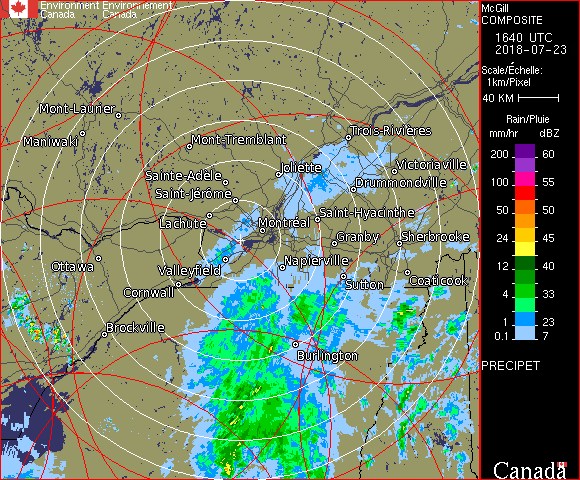 Environment Environnement
Canada Canada
McGill
COMPOSITE
1640 UTC
2018-07-23
Scale/Échelle:
1km/Pixel
40 KM
Rain/Pluie
mm/hr dBZ
200 60
100 55
50 50
24 45
12 40
4 33
1 23
0.1 7
PRECIPET
Canada
Mont-Laurier
Maniwaki
Mont-Tremblant
Trois-Rivières
Sainte-Adèle
Joliette
Victoriaville
Saint-Jérôme
Drummondville
Lachute
Montréal
Saint-Hyacinthe
Granby
Sherbrooke
Ottawa
Valleyfield
Napierville
Cornwall
Sutton
Coaticook
Brockville
Burlington